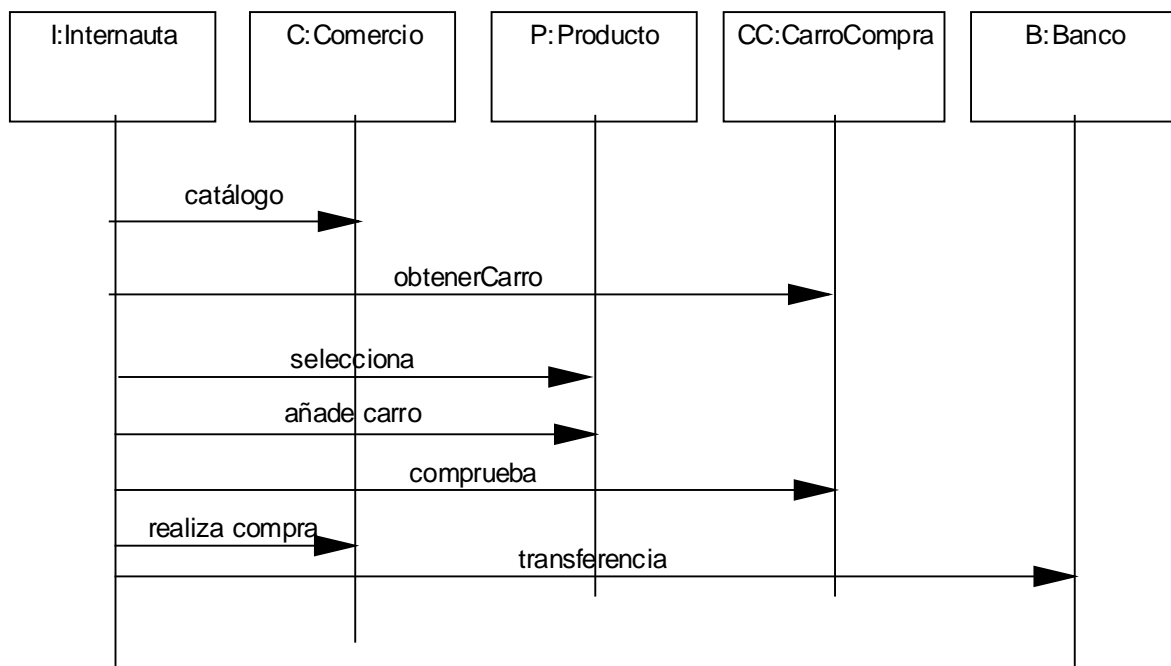 I:Internauta
C:Comercio
P:Producto
CC:CarroCompra
B:Banco
catálogo
obtenerCarro
selecciona
añade carro
comprueba
realiza compra
transferencia